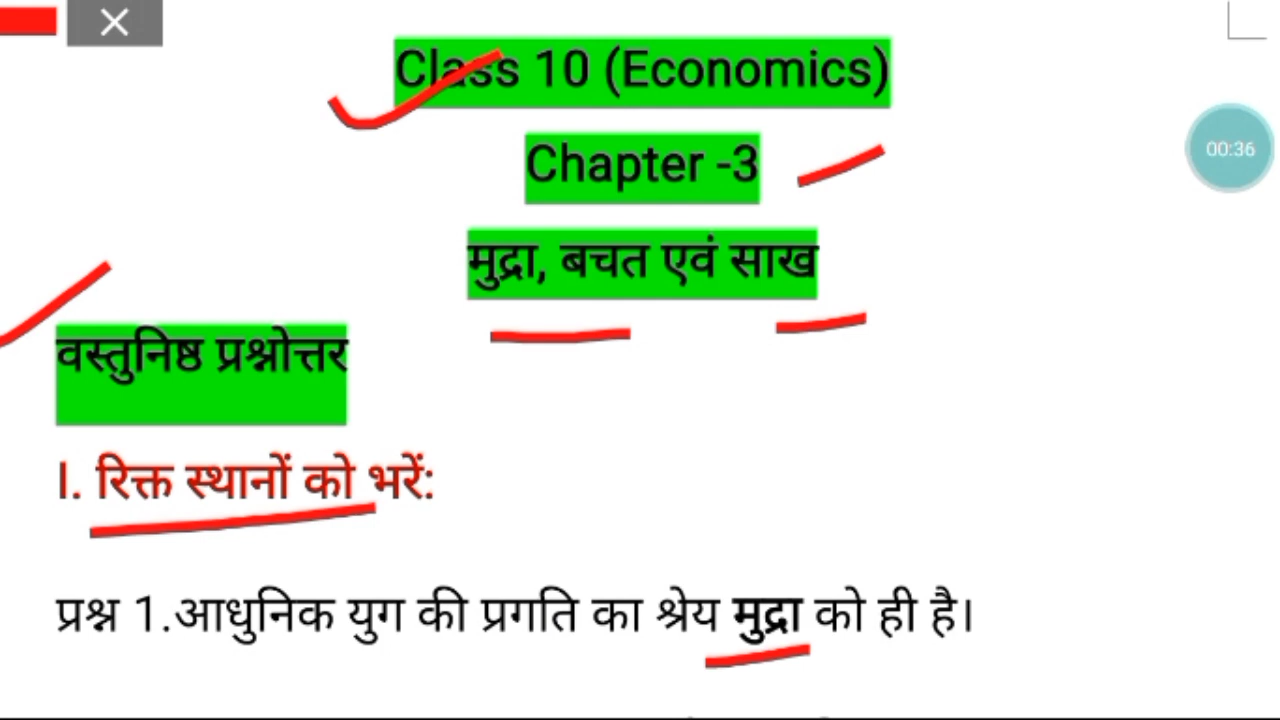 Class 10 (Economics)
00:36
Chapter -3
मुद्रा, बचत एवं साख
वस्तुनिष्ठ प्रश्नोत्तर
I. रिक्त स्थानों को भरें:
प्रश्न 1.आधुनिक युग की प्रगति का श्रेय मुद्रा को ही है।